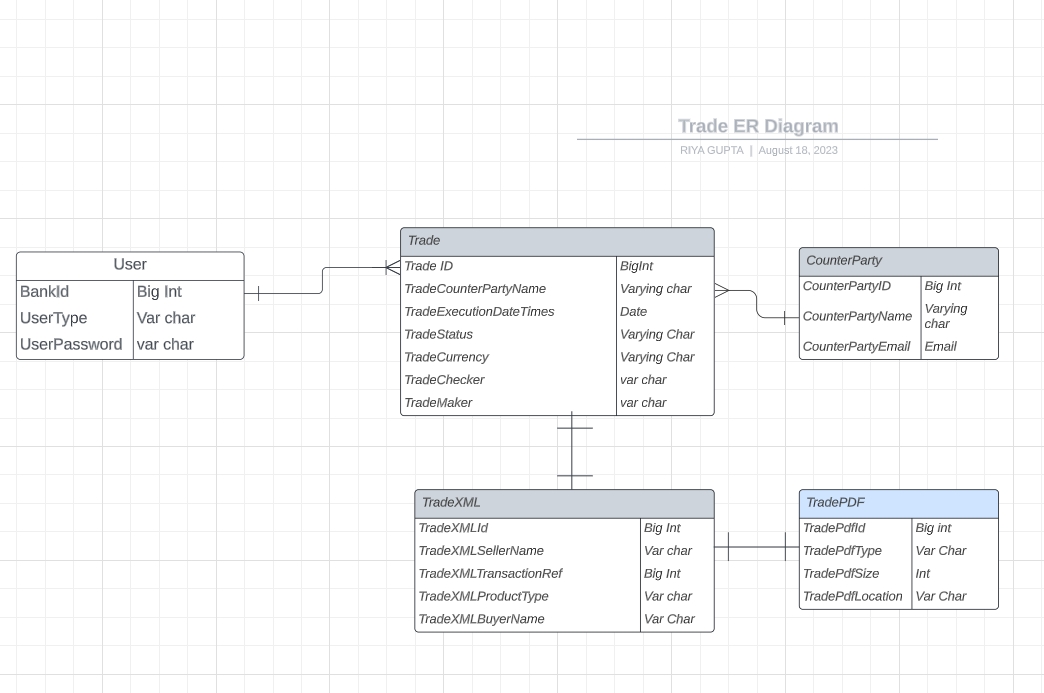 Trade ER Diagram
RIYA GUPTA | August 18, 2023
User
BankId Big Int
UserType Var char
UserPassword var char
Trade
Trade ID BigInt
TradeCounterPartyName Varying char
TradeExecutionDateTimes Date
TradeStatus Varying Char
TradeCurrency Varying Char
TradeChecker var char
TradeMaker var char
CounterParty
CounterPartyID Big Int
CounterPartyName Varying
char
CounterPartyEmail Email
TradeXML
TradeXMLId Big Int
TradeXMLSellerName Var char
TradeXMLTransactionRef Big Int
TradeXMLProductType Var char
TradeXMLBuyerName Var Char
TradePDF
TradePdfId Big int
TradePdfType Var Char
TradePdfSize Int
TradePdfLocation Var Char